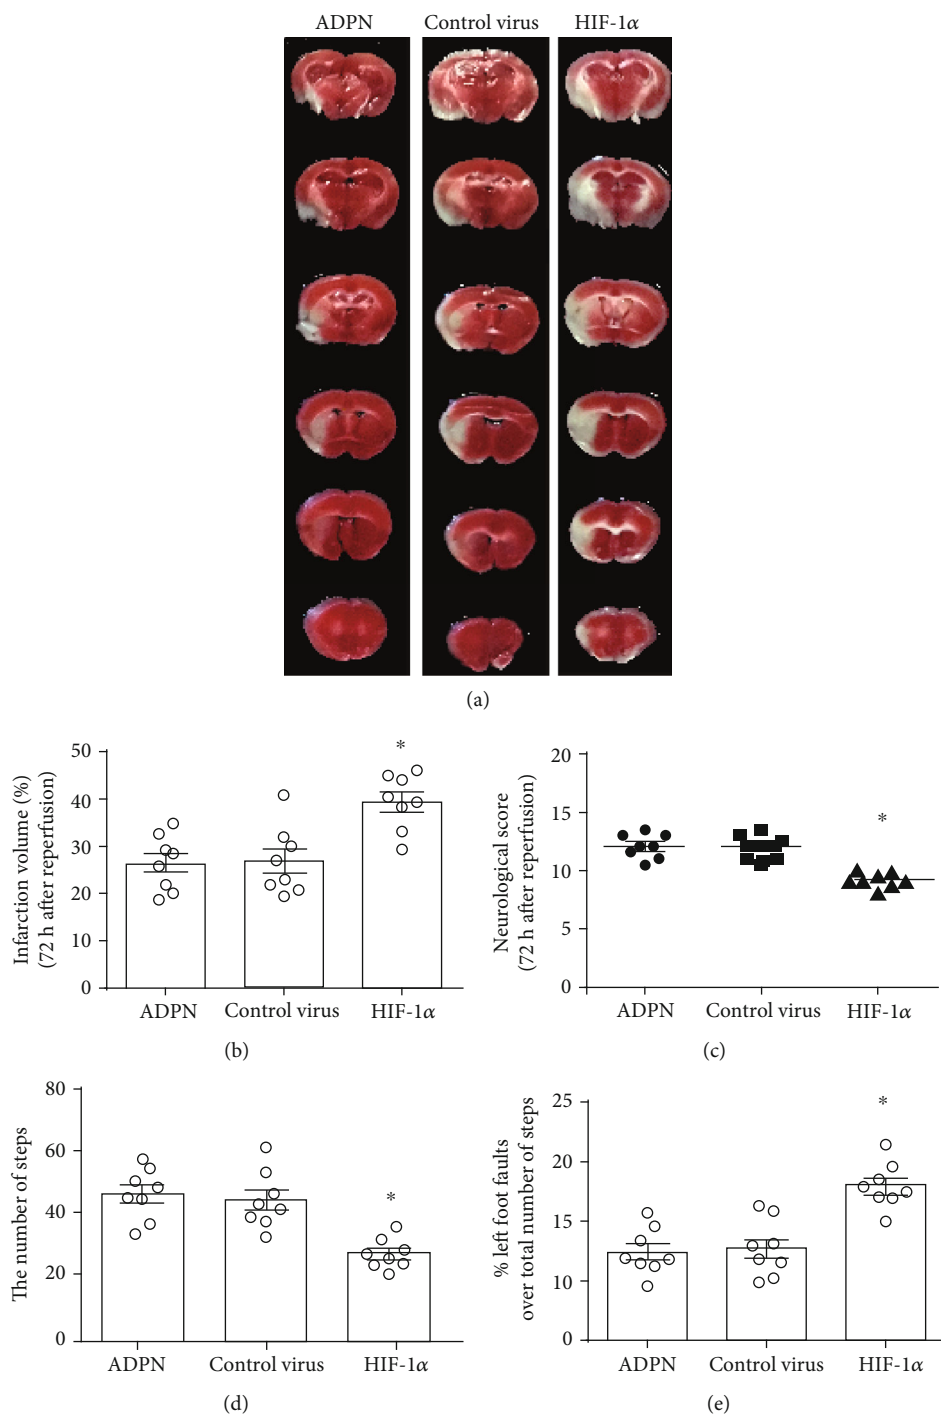 ADPN Control virus HIF-1α
(a)
Infarction volume (%)
(72 h after reperfusion)
50
40
30
20
10
0
*
ADPN Control virus HIF-1α
(b)
Neurological score
(72 h after reperfusion)
20
15
10
5
0
*
ADPN Control virus HIF-1α
(c)
The number of steps
80
60
40
20
0
*
ADPN Control virus HIF-1α
(d)
% left foot faults
over total number of steps
25
20
15
10
0
*
ADPN Control virus HIF-1α
(e)